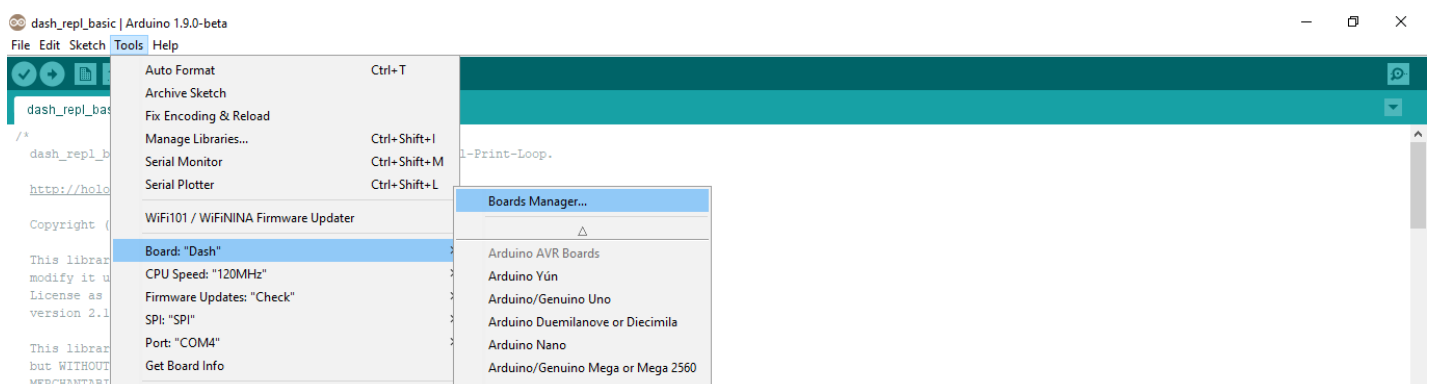 dash_repl_basic | Arduino 1.9.0-beta
File Edit Sketch Tools Help
dash_repl_bas
Auto Format Ctrl+T
Archive Sketch
Fix Encoding & Reload
Manage Libraries... Ctrl+Shift+I
Serial Monitor Ctrl+Shift+M
Serial Plotter Ctrl+Shift+L
WiFi101 / WiFiNINA Firmware Updater
Board: "Dash"
CPU Speed: "120MHz"
Firmware Updates: "Check"
SPI: "SPI"
Port: "COM4"
Get Board Info
Boards Manager...
Arduino AVR Boards
Arduino Yún
Arduino/Genuino Uno
Arduino Duemilanove or Diecimila
Arduino Nano
Arduino/Genuino Mega or Mega 2560
/*
dash_repl_b l-Print-Loop.
http://holo
Copyright (
This librar
modify it u
License as
version 2.1
This librar
but WITHOUT